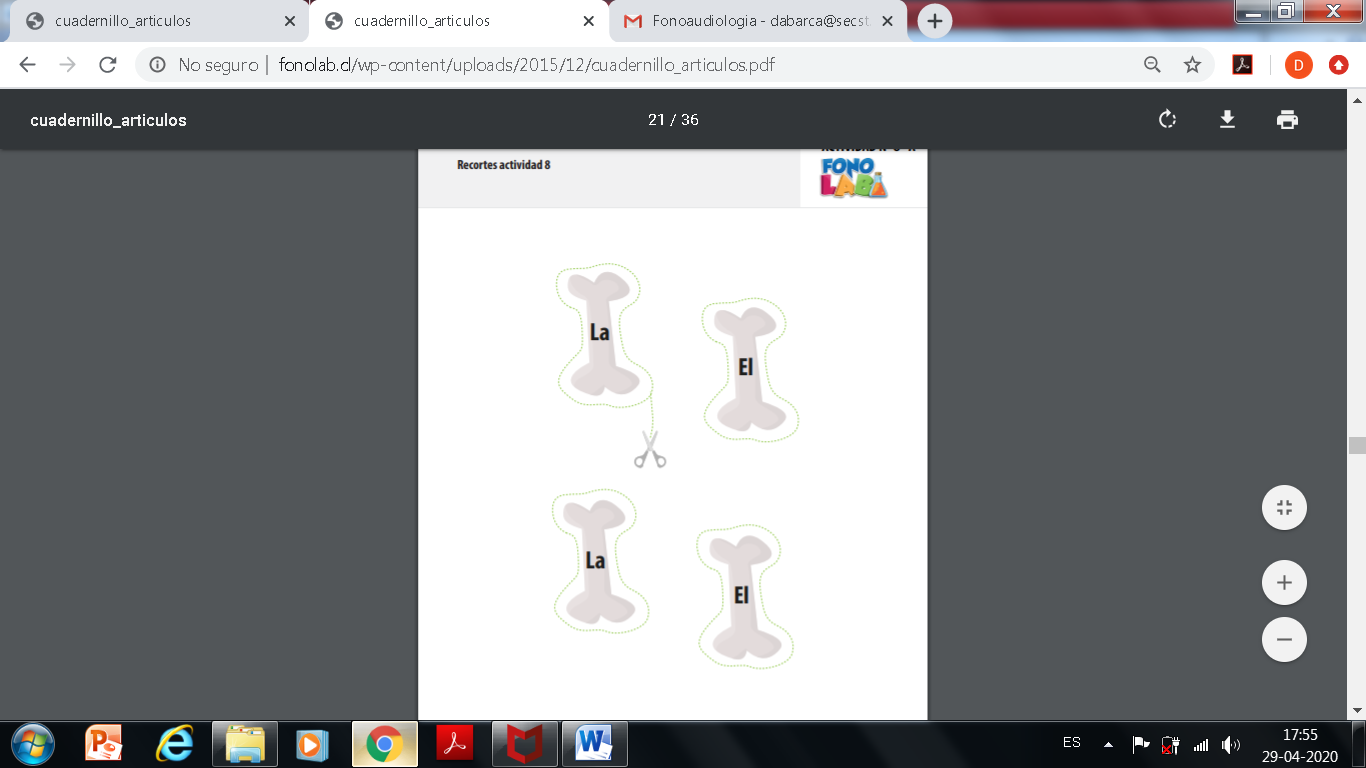 cuadernillo_articulos
cuadernillo_articulos
Fonoaudiologia - dabarca@secst
No seguro | fonolab.cl/wp-content/uploads/2015/12/cuadernillo_articulos.pdf
D
cuadernillo_articulos
21 / 36
Recortes actividad 8
FONO
LAB
La
El
La
El
ES
17:55
29-04-2020